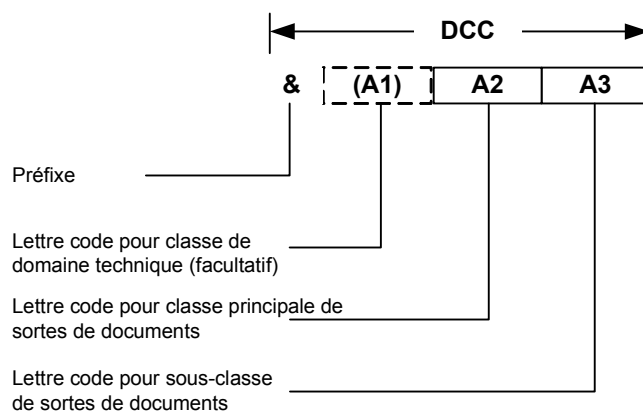 DCC
& (A1) A2 A3
Préfixe
Lettre code pour classe de
domaine technique (facultatif)
Lettre code pour classe principale de
sortes de documents
Lettre code pour sous-classe
de sortes de documents